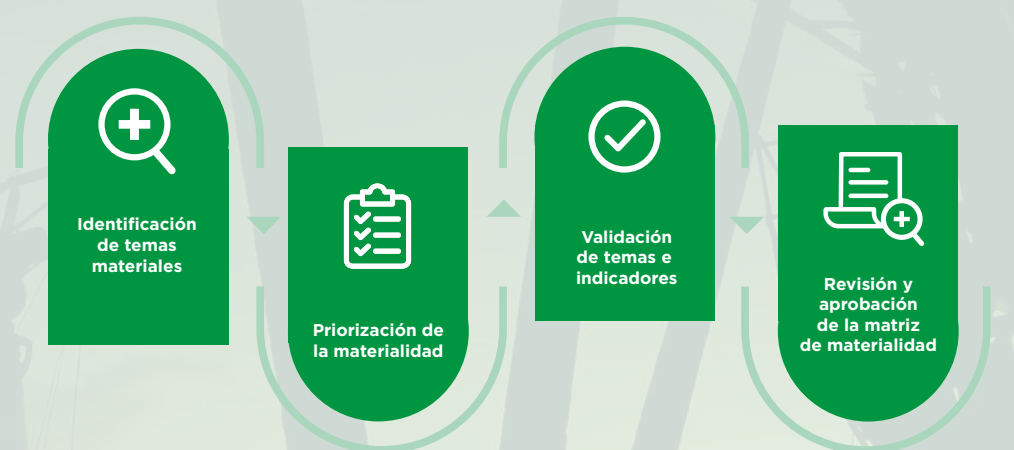 Identificación
de temas
materiales
Priorización de
la materialidad
Validación
de temas e
indicadores
Revisión y
aprobación
de la matriz
de materialidad